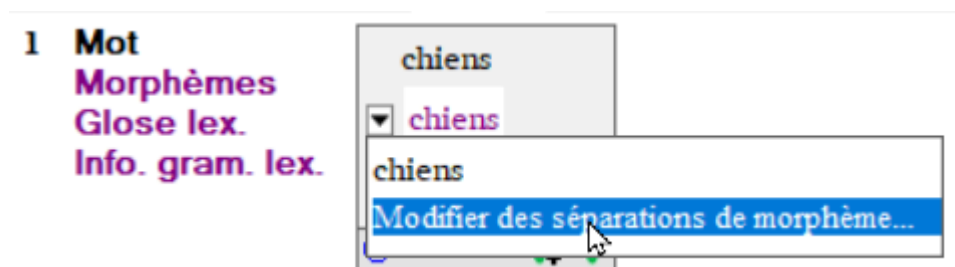 1 Mot chiens
Morphèmes chiens
Glose lex. chiens
Info. gram. lex. Modifier des séparations de morphème...